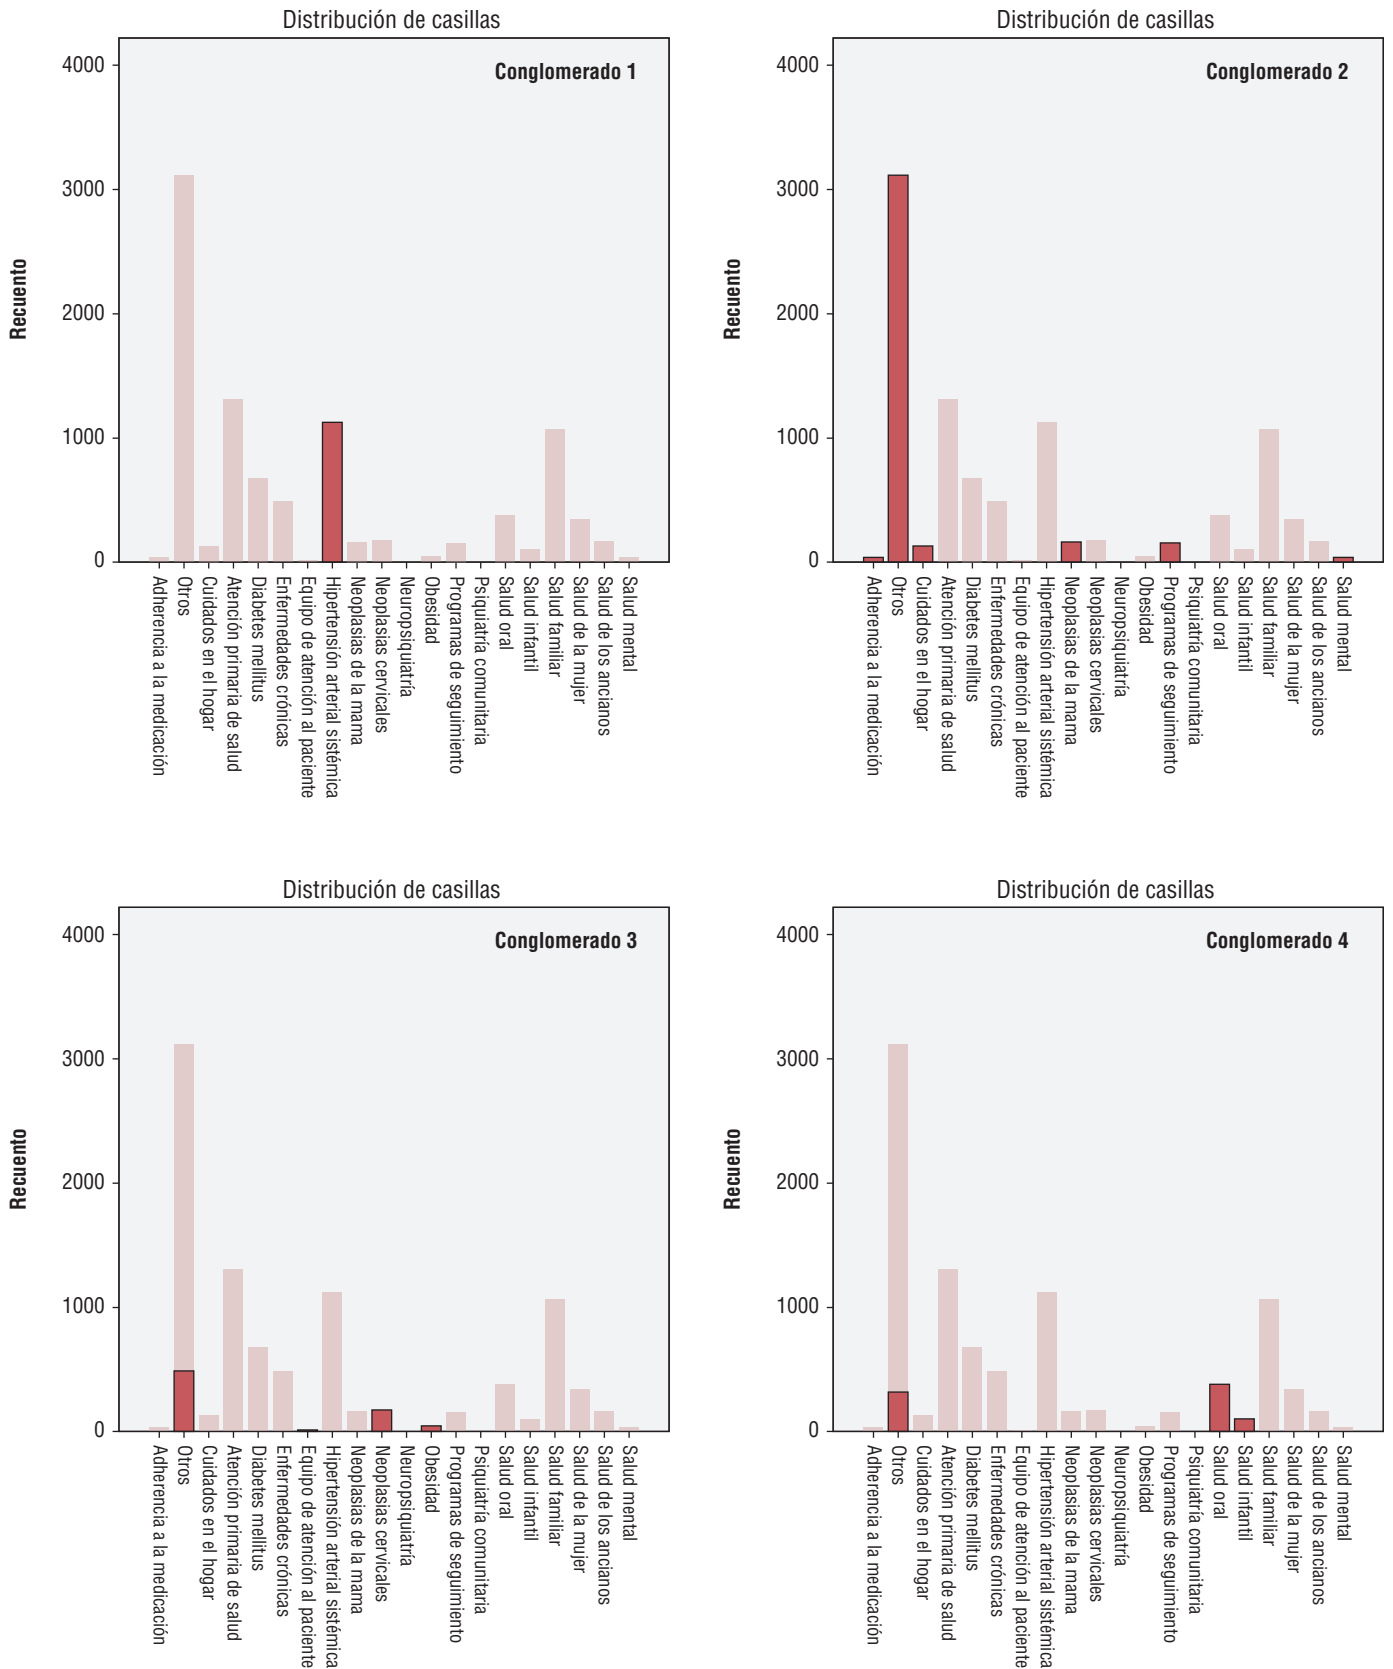 Distribución de casillas
Conglomerado 1
Recuento
4000
3000
2000
1000
0
Adherencia a la medicación
Otros
Cuidados en el hogar
Atención primaria de salud
Diabetes mellitus
Enfermedades crónicas
Equipo de atención al paciente
Hipertensión arterial sistémica
Neoplasias de la mama
Neoplasias cervicales
Neuropsiquatría
Obesidad
Programas de seguimiento
Psiquiatría comunitaria
Salud oral
Salud infantil
Salud familiar
Salud de la mujer
Salud de los ancianos
Salud mental
Distribución de casillas
Conglomerado 2
Recuento
4000
3000
2000
1000
0
Adherencia a la medicación
Otros
Cuidados en el hogar
Atención primaria de salud
Diabetes mellitus
Enfermedades crónicas
Equipo de atención al paciente
Hipertensión arterial sistémica
Neoplasias de la mama
Neoplasias cervicales
Neuropsiquatría
Obesidad
Programas de seguimiento
Psiquiatría comunitaria
Salud oral
Salud infantil
Salud familiar
Salud de la mujer
Salud de los ancianos
Salud mental
Distribución de casillas
Conglomerado 3
Recuento
4000
3000
2000
1000
0
Adherencia a la medicación
Otros
Cuidados en el hogar
Atención primaria de salud
Diabetes mellitus
Enfermedades crónicas
Equipo de atención al paciente
Hipertensión arterial sistémica
Neoplasias de la mama
Neoplasias cervicales
Neuropsiquatría
Obesidad
Programas de seguimiento
Psiquiatría comunitaria
Salud oral
Salud infantil
Salud familiar
Salud de la mujer
Salud de los ancianos
Salud mental
Distribución de casillas
Conglomerado 4
Recuento
4000
3000
2000
1000
0
Adherencia a la medicación
Otros
Cuidados en el hogar
Atención primaria de salud
Diabetes mellitus
Enfermedades crónicas
Equipo de atención al paciente
Hipertensión arterial sistémica
Neoplasias de la mama
Neoplasias cervicales
Neuropsiquatría
Obesidad
Programas de seguimiento
Psiquiatría comunitaria
Salud oral
Salud infantil
Salud familiar
Salud de la mujer
Salud de los ancianos
Salud mental